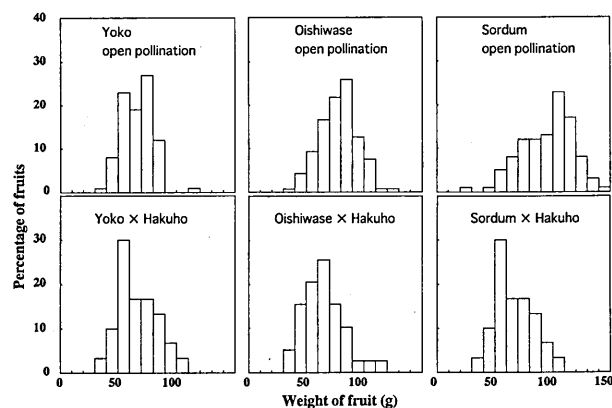 40
30
20
10
0
Yoko
open pollination
Oishiwase
open pollination
Sordum
open pollination
Percentage of fruits
30
20
10
0
Yoko × Hakuho
Oishiwase × Hakuho
Sordum × Hakuho
0 50 100 0 50 100 0 50 100 150
Weight of fruit (g)